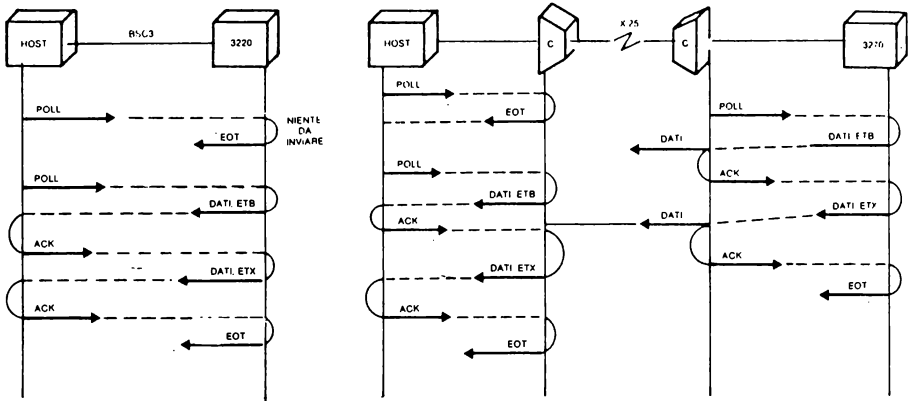 HOST
BSC3
3220
POLL
NIENTE
DA
INVIARE
EOT
POLL
DATI. ETB
ACK
DATI. ETX
ACK
EOT
HOST
C
X 25
C
3270
POLL
EOT
POLL
DATI. ETB
ACK
DATI. ETX
ACK
EOT
POLL
DATI
DATI. ETB
ACK
DATI
DATI. ETX
ACK
EOT